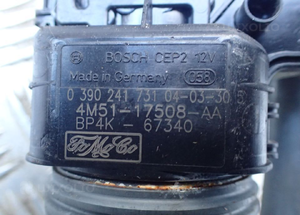 BOSCH CEP2 12V
Made in Germany 058
0 390 241 731 04-03-30
4M51-17508-AA
BP4K - 67340
FoMoCo